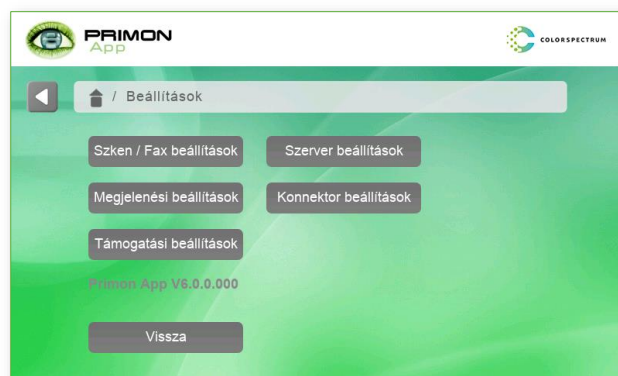 PRIMON
App
COLORSPECTRUM
/ Beállítások
Szken / Fax beállítások
Szerver beállítások
Megjelenési beállítások
Konnektor beállítások
Támogatási beállítások
Primon App V6.0.0.000
Vissza